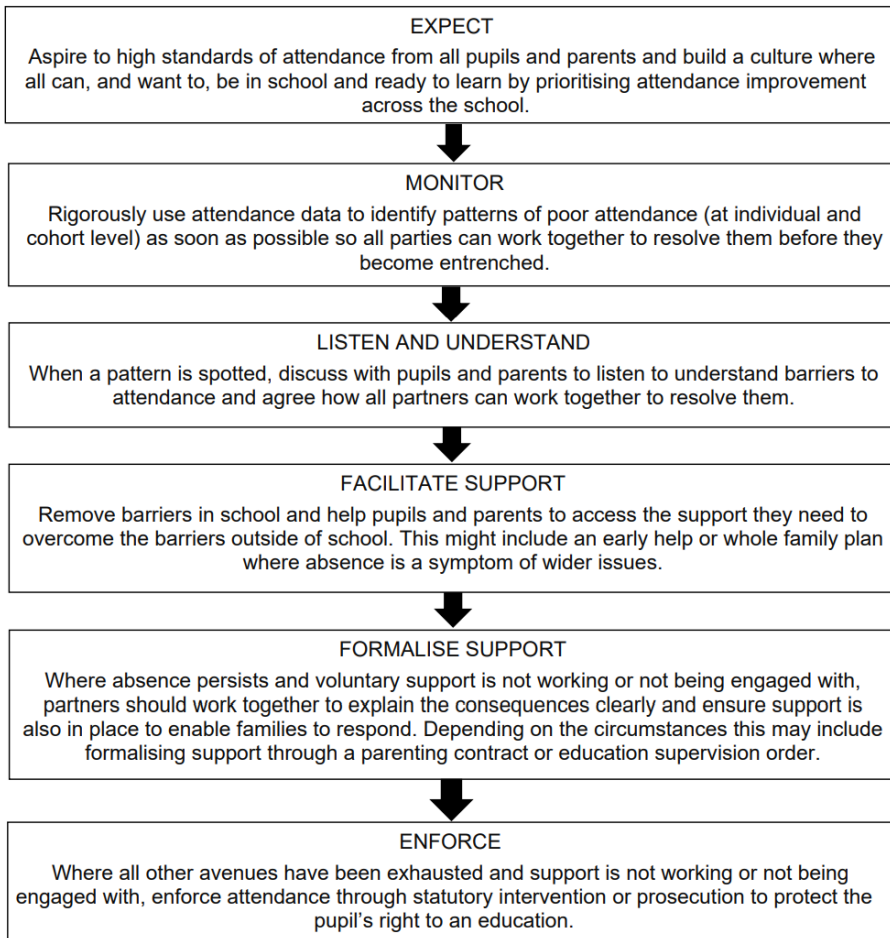 EXPECT
Aspire to high standards of attendance from all pupils and parents and build a culture where
all can, and want to, be in school and ready to learn by prioritising attendance improvement
across the school.
MONITOR
Rigorously use attendance data to identify patterns of poor attendance (at individual and
cohort level) as soon as possible so all parties can work together to resolve them before they
become entrenched.
LISTEN AND UNDERSTAND
When a pattern is spotted, discuss with pupils and parents to listen to understand barriers to
attendance and agree how all partners can work together to resolve them.
FACILITATE SUPPORT
Remove barriers in school and help pupils and parents to access the support they need to
overcome the barriers outside of school. This might include an early help or whole family plan
where absence is a symptom of wider issues.
FORMALISE SUPPORT
Where absence persists and voluntary support is not working or not being engaged with,
partners should work together to explain the consequences clearly and ensure support is
also in place to enable families to respond. Depending on the circumstances this may include
formalising support through a parenting contract or education supervision order.
ENFORCE
Where all other avenues have been exhausted and support is not working or not being
engaged with, enforce attendance through statutory intervention or prosecution to protect the
pupil's right to an education.